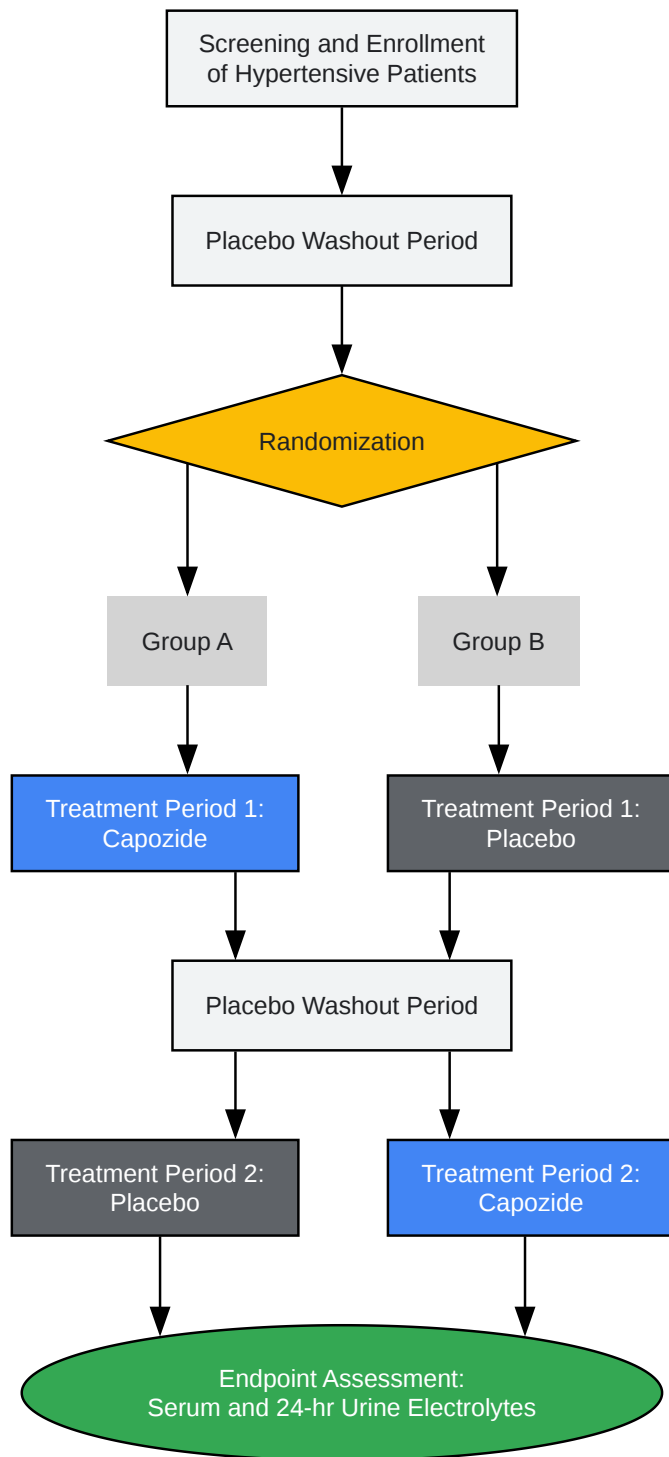 Screening and Enrollment
of Hypertensive Patients
Placebo Washout Period
Randomization
Group A
Group B
Treatment Period 1:
Capozide
Treatment Period 1:
Placebo
Placebo Washout Period
Treatment Period 2:
Placebo
Treatment Period 2:
Capozide
Endpoint Assessment:
Serum and 24-hr Urine Electrolytes